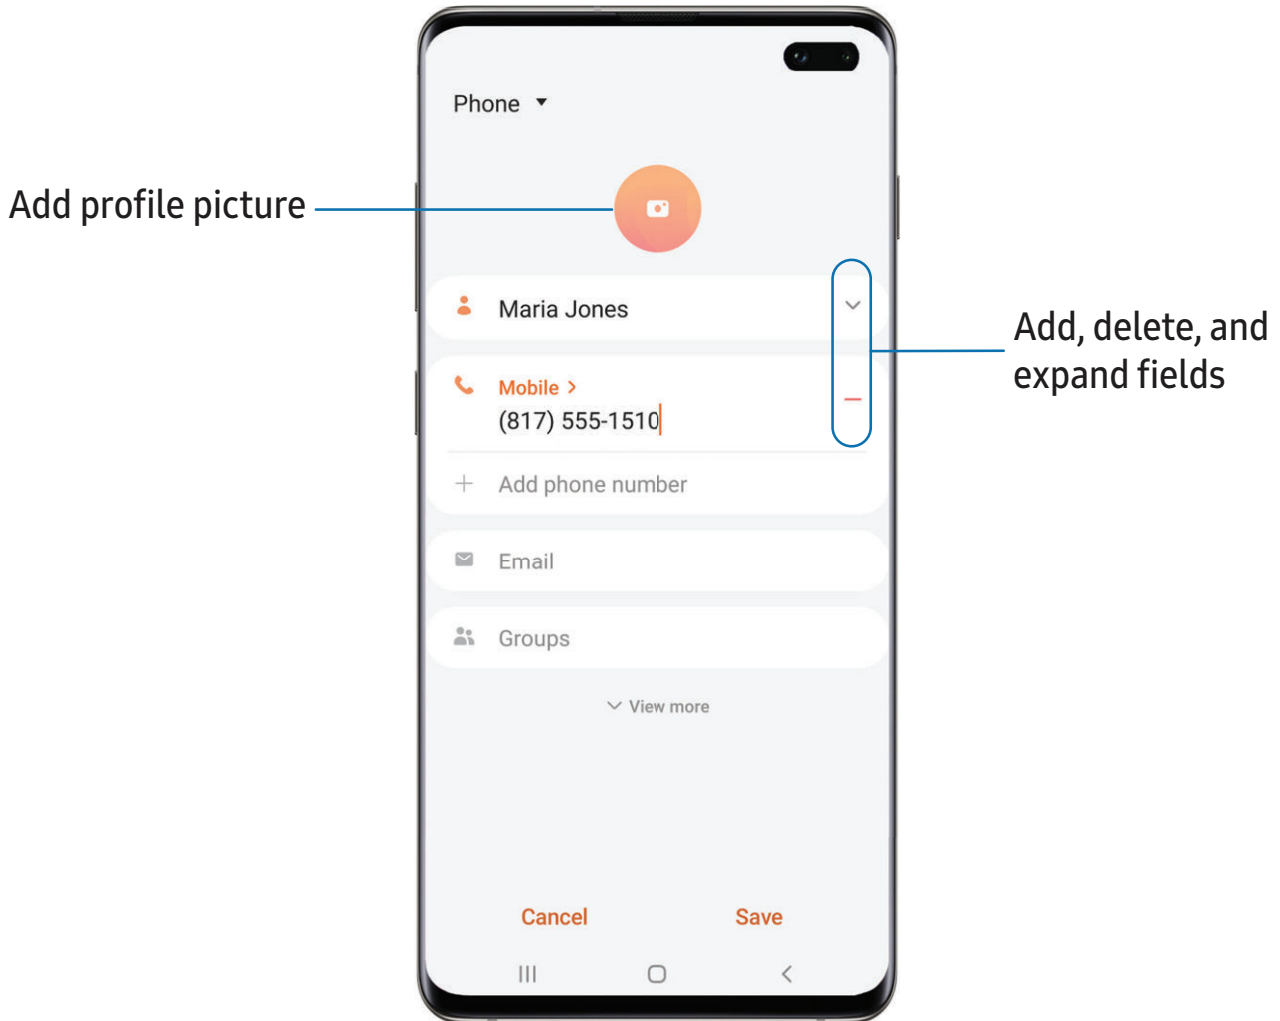 Phone
Add profile picture
Maria Jones
Add, delete, and
expand fields
Mobile >
(817) 555-1510
Add phone number
Email
Groups
View more
Cancel
Save